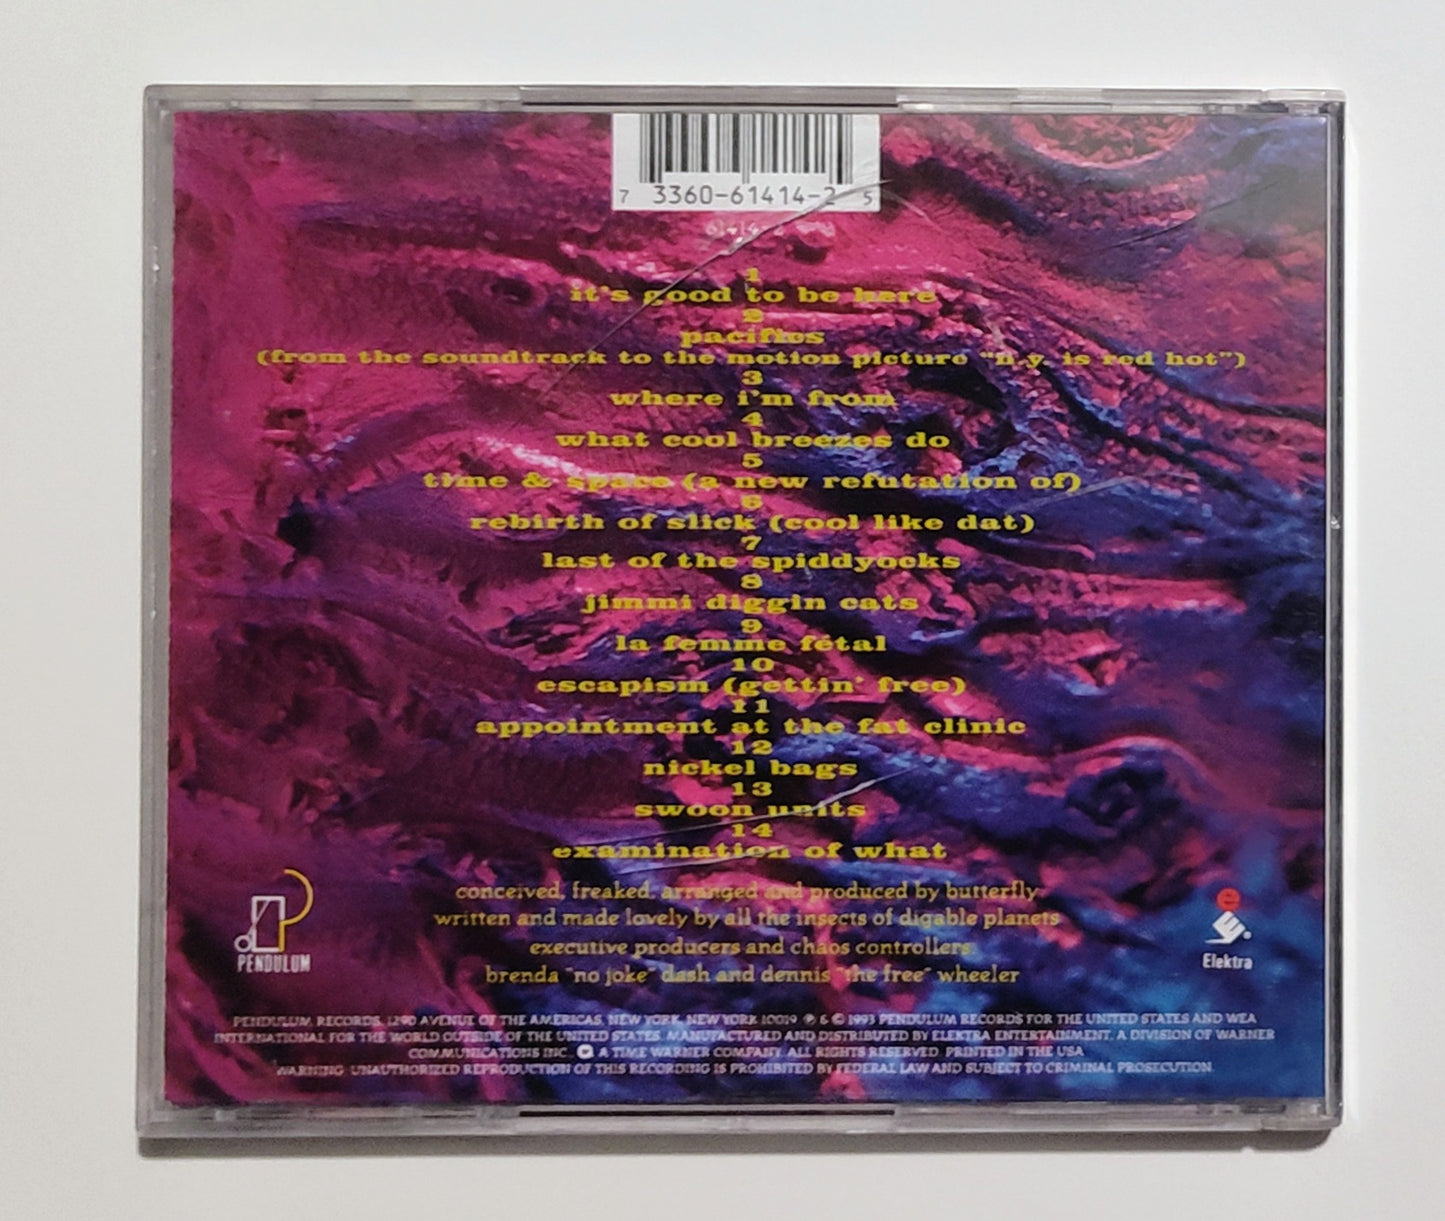 7 33360-61414-2 5
61414-2
1
it's good to be here
2
pacifics
(from the soundtrack to the motion picture "n.y. is red hot")
3
where i'm from
4
what cool breezes do
5
time & space (a new refutation of)
6
rebirth of slick (cool like dat)
7
last of the spiddyocks
8
jimmi diggin cats
9
la femme fétal
10
escapism (gettin' free)
11
appointment at the fat clinic
12
nickel bags
13
swoon units
14
examination of what
conceived, freaked, arranged and produced by butterfly
written and made lovely by all the insects of digable planets
executive producers and chaos controllers
brenda "no joke" dash and dennis "the free" wheeler
PENDULUM
e
Elektra
PENDULUM RECORDS, 1290 AVENUE OF THE AMERICAS, NEW YORK, NEW YORK 10019 ℗ & © 1993 PENDULUM RECORDS FOR THE UNITED STATES AND WEA
INTERNATIONAL FOR THE WORLD OUTSIDE OF THE UNITED STATES. MANUFACTURED AND DISTRIBUTED BY ELEKTRA ENTERTAINMENT, A DIVISION OF WARNER
COMMUNICATIONS INC., A TIME WARNER COMPANY. ALL RIGHTS RESERVED. PRINTED IN THE USA
WARNING: UNAUTHORIZED REPRODUCTION OF THIS RECORDING IS PROHIBITED BY FEDERAL LAW AND SUBJECT TO CRIMINAL PROSECUTION.